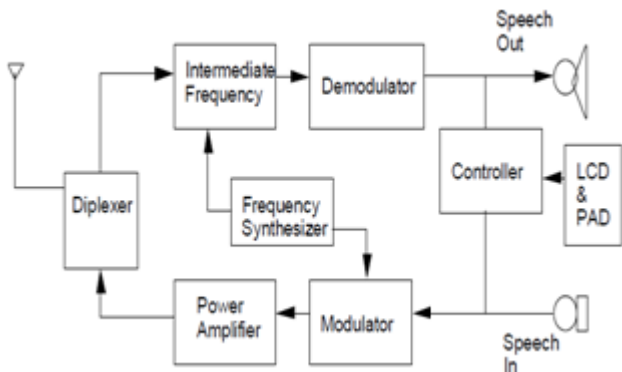 Speech
Out
Intermediate
Frequency
Demodulator
Controller
LCD
&
PAD
Diplexer
Frequency
Synthesizer
Power
Amplifier
Modulator
Speech
In